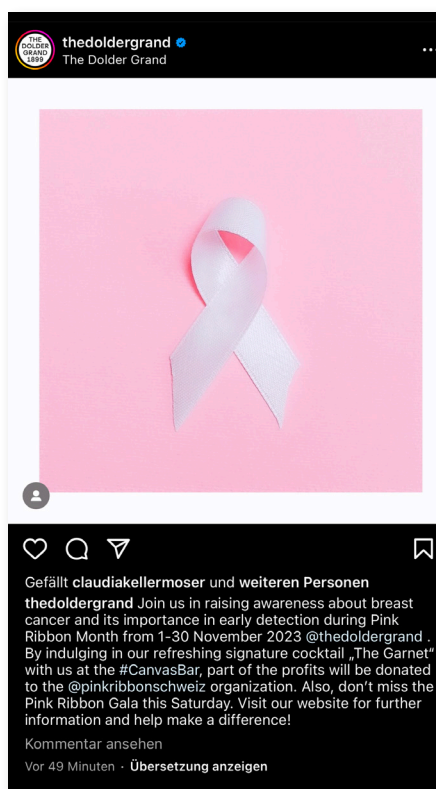 THE
DOLDER
GRAND
1899
thedoldergrand
The Dolder Grand
Gefällt claudiakellermoser und weiteren Personen
thedoldergrand Join us in raising awareness about breast
cancer and its importance in early detection during Pink
Ribbon Month from 1-30 November 2023 @thedoldergrand .
By indulging in our refreshing signature cocktail „The Garnet“
with us at the #CanvasBar, part of the profits will be donated
to the @pinkribbonschweiz organization. Also, don’t miss the
Pink Ribbon Gala this Saturday. Visit our website for further
information and help make a difference!
Kommentar ansehen
Vor 49 Minuten · Übersetzung anzeigen